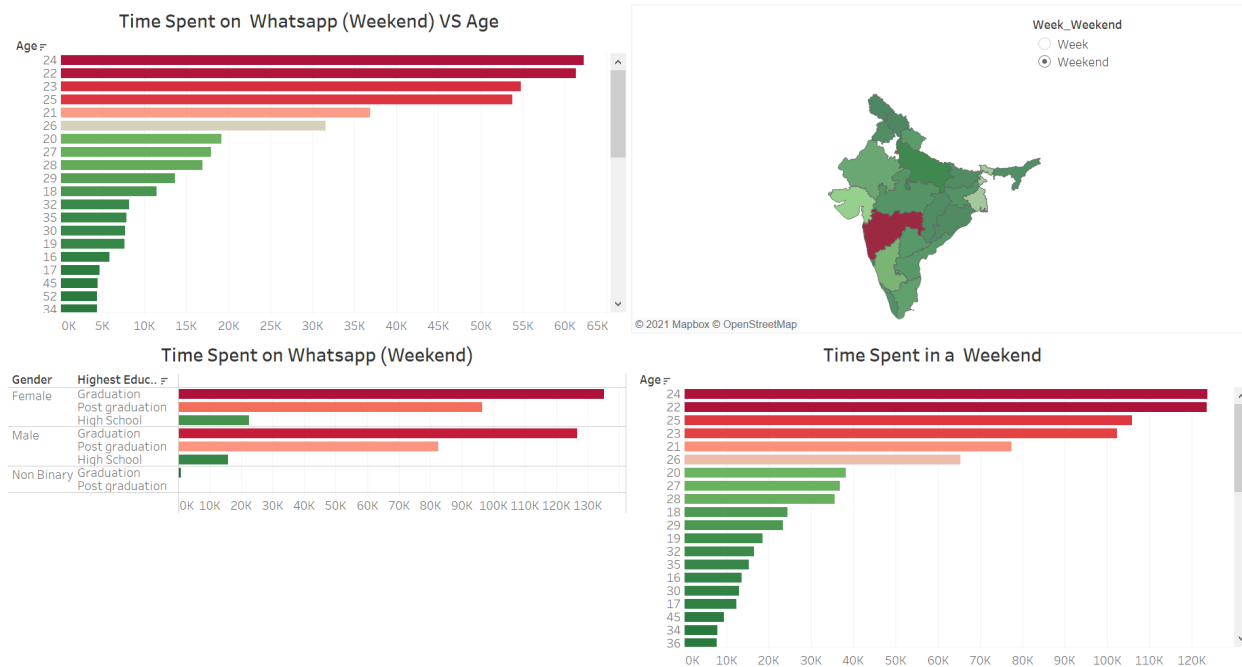 Time Spent on Whatsapp (Weekend) VS Age
Age
24
22
23
25
21
26
20
27
28
29
18
32
35
30
19
16
17
45
52
34
0K 5K 10K 15K 20K 25K 30K 35K 40K 45K 50K 55K 60K 65K
Week_Weekend
Week
Weekend
© 2021 Mapbox © OpenStreetMap
Time Spent on Whatsapp (Weekend)
Gender Highest Educ..
Female Graduation
Post graduation
High School
Male Graduation
Post graduation
High School
Non Binary Graduation
Post graduation
0K 10K 20K 30K 40K 50K 60K 70K 80K 90K 100K 110K 120K 130K
Time Spent in a Weekend
Age
24
22
25
23
21
26
20
27
28
18
29
19
32
35
16
30
17
45
34
36
0K 10K 20K 30K 40K 50K 60K 70K 80K 90K 100K 110K 120K